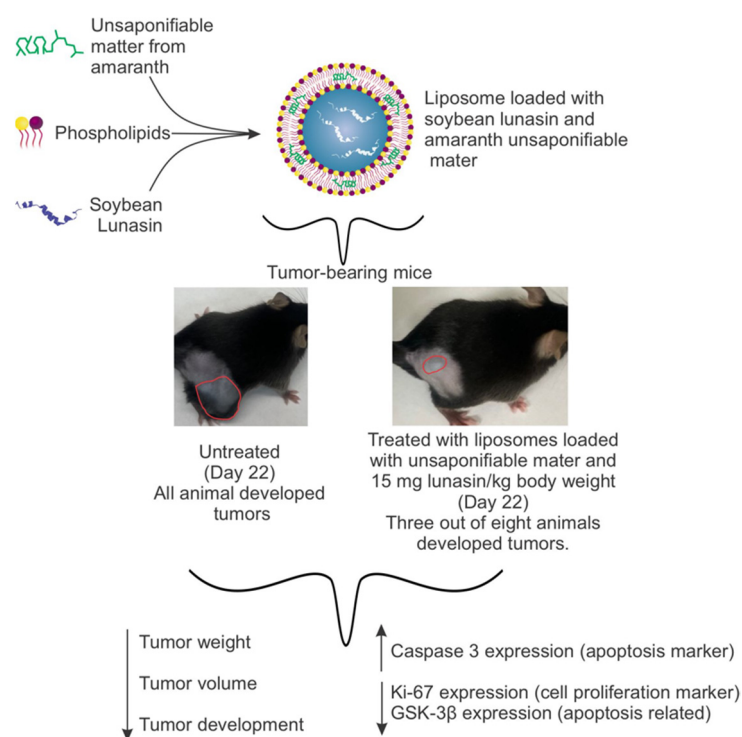 Unsaponifiable
matter from
amaranth
Phospholipids
Soybean
Lunasin
Liposome loaded with
soybean lunasin and
amaranth unsaponifiable
mater
Tumor-bearing mice
Untreated
(Day 22)
All animal developed
tumors
Treated with liposomes loaded
with unsaponifiable mater and
15 mg lunasin/kg body weight
(Day 22)
Three out of eight animals
developed tumors.
Tumor weight
Tumor volume
Tumor development
Caspase 3 expression (apoptosis marker)
Ki-67 expression (cell proliferation marker)
GSK-3β expression (apoptosis related)